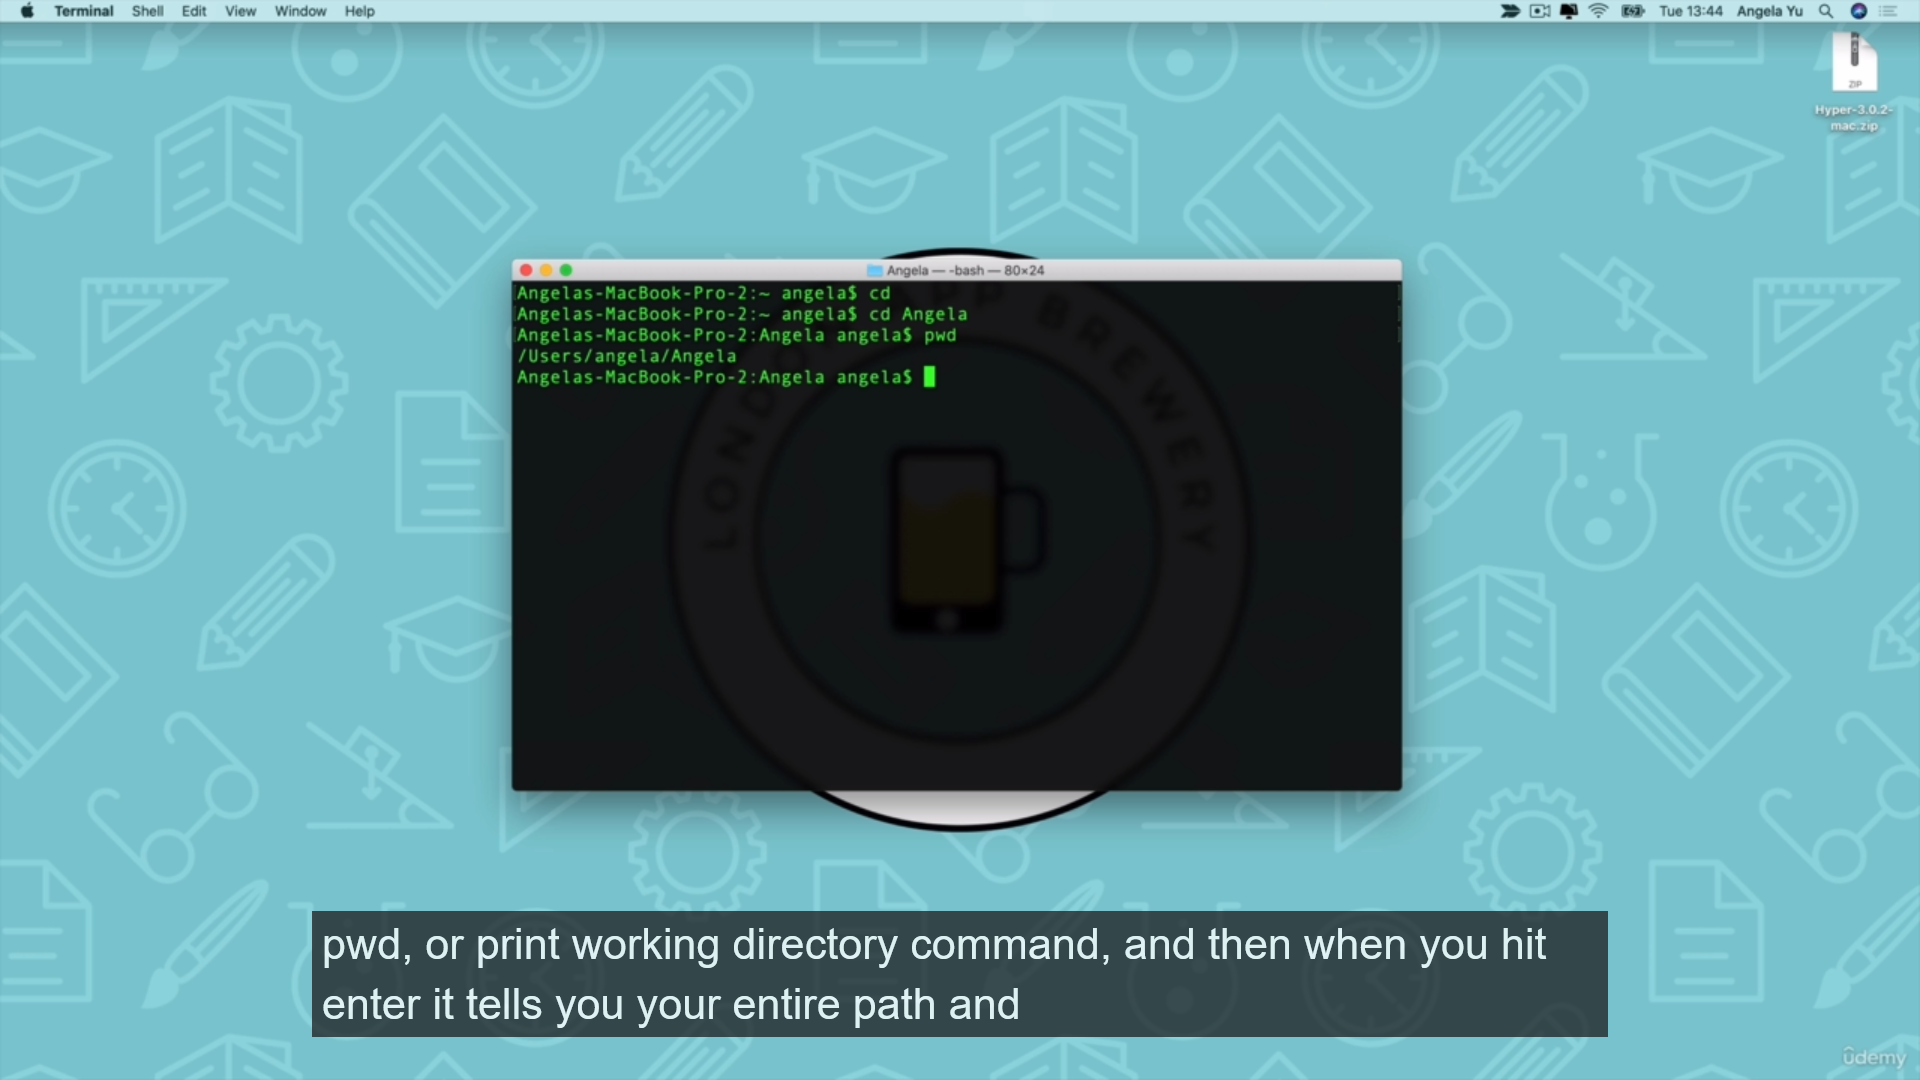 Terminal Shell Edit View Window Help Tue 13:44 Angela Yu
ZIP
Hyper-3.0.2-
mac.zip
Angela — -bash — 80×24
Angelas-MacBook-Pro-2:~ angela$ cd
Angelas-MacBook-Pro-2:~ angela$ cd Angela
Angelas-MacBook-Pro-2:Angela angela$ pwd
/Users/angela/Angela
Angelas-MacBook-Pro-2:Angela angela$
LONDON APP BREWERY
pwd, or print working directory command, and then when you hit
enter it tells you your entire path and
ûdemy